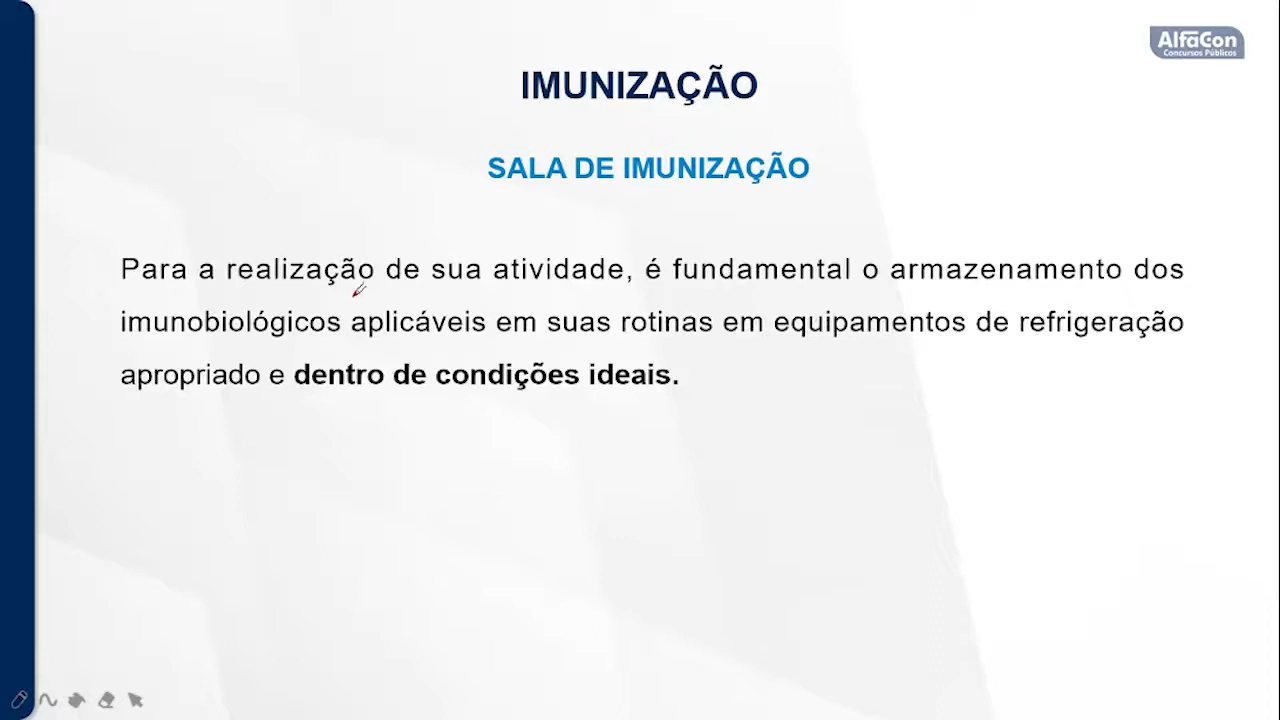 AlfaCon
Concursos Públicos
IMUNIZAÇÃO
SALA DE IMUNIZAÇÃO
Para a realização de sua atividade, é fundamental o armazenamento dos
imunobiológicos aplicáveis em suas rotinas em equipamentos de refrigeração
apropriado e dentro de condições ideais.